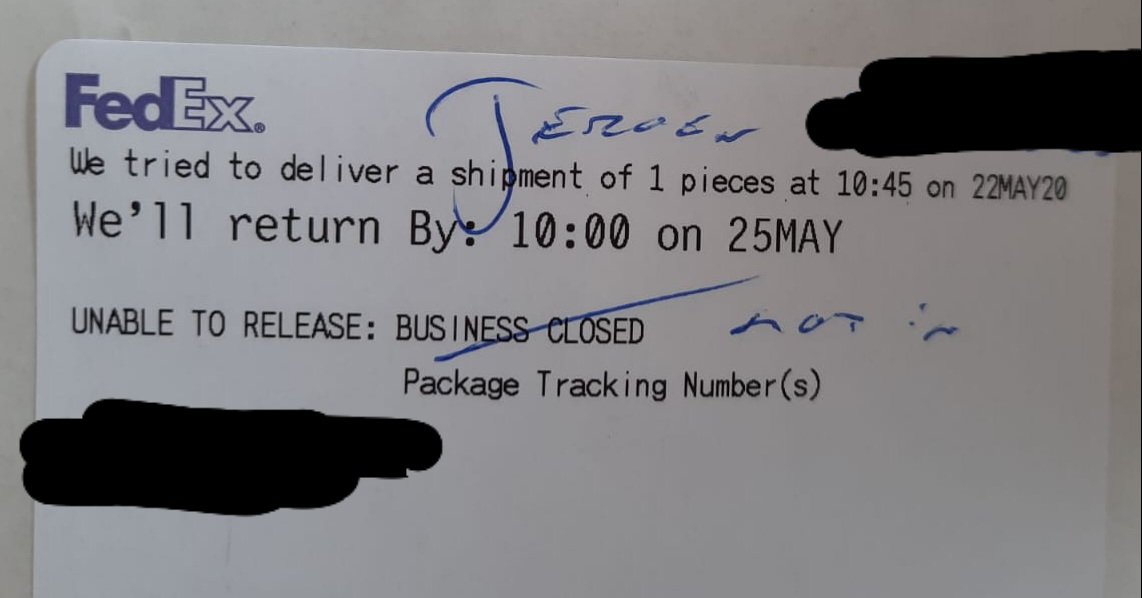 FedEx®
JEROEN
We tried to deliver a shipment of 1 pieces at 10:45 on 22MAY20
We'll return By: 10:00 on 25MAY
UNABLE TO RELEASE: BUSINESS CLOSED not in
Package Tracking Number(s)